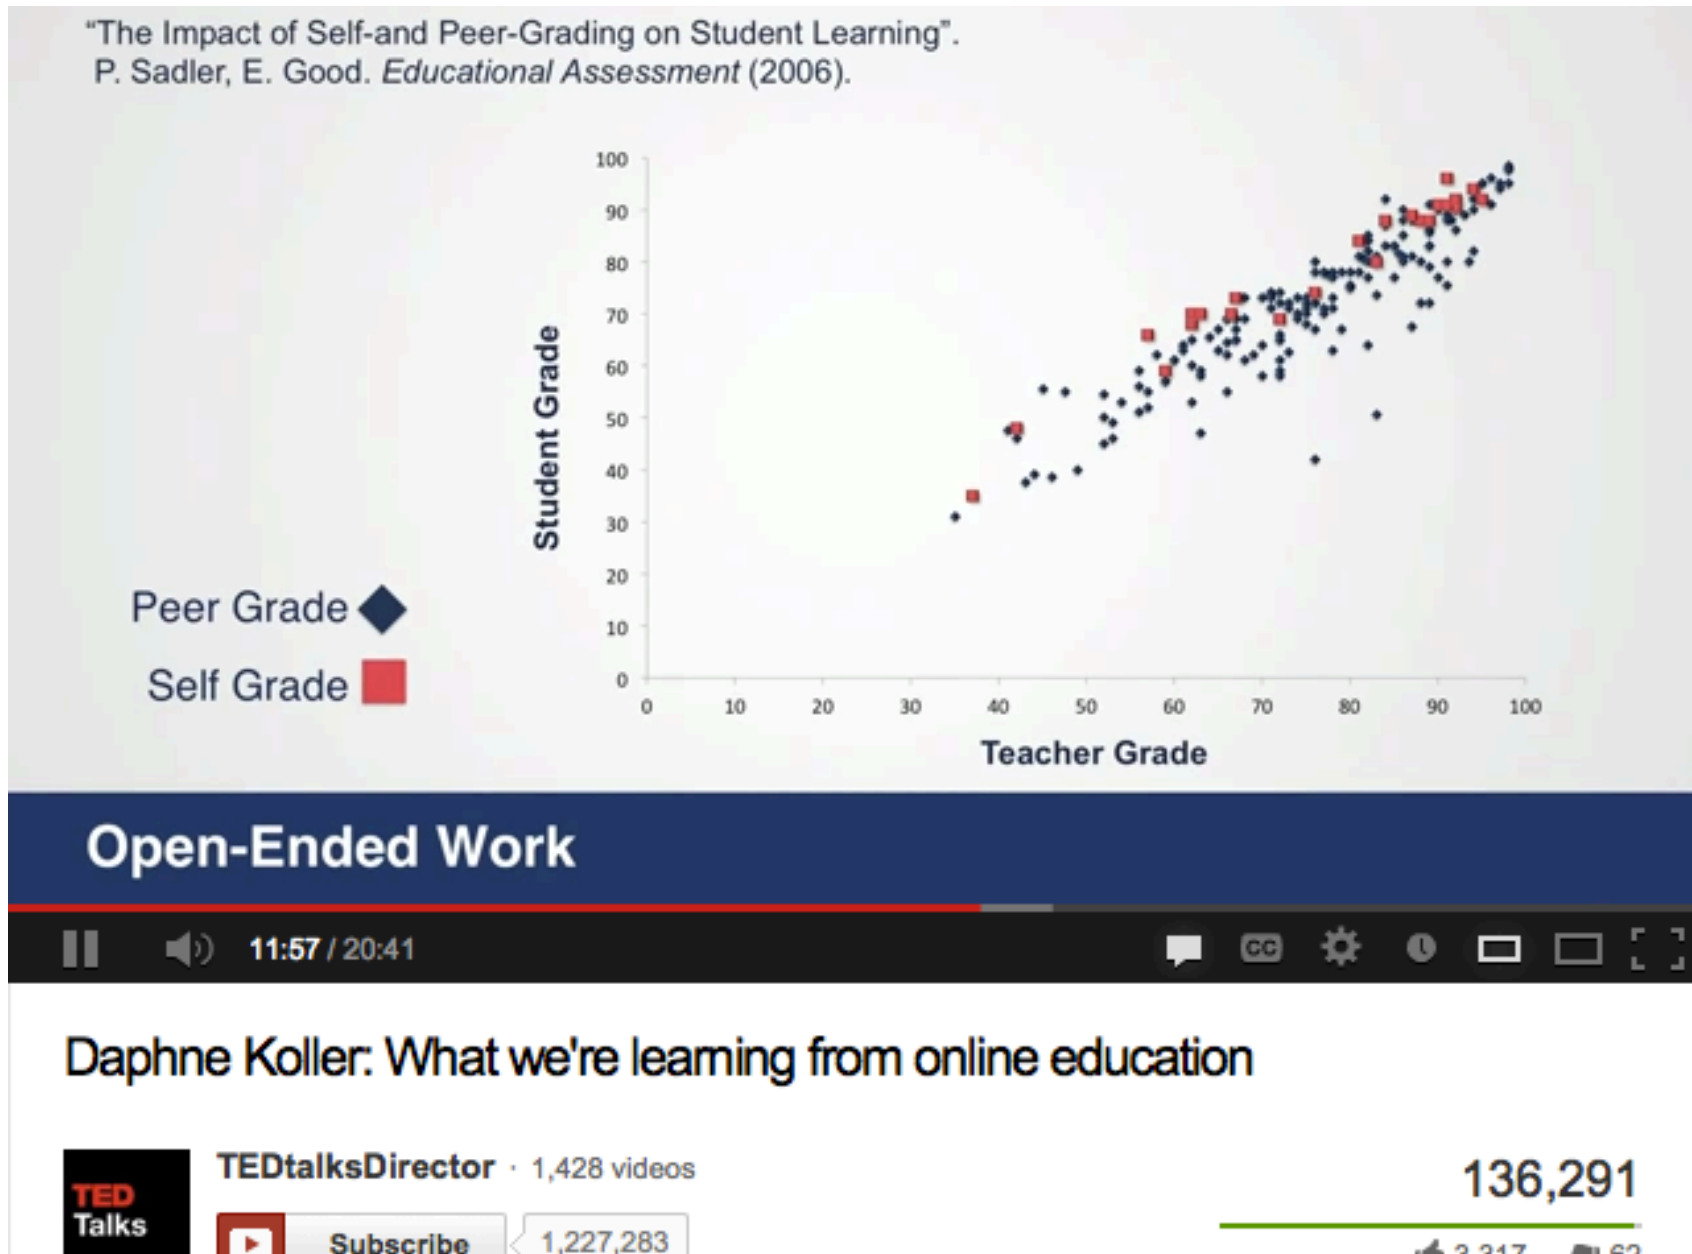 “The Impact of Self-and Peer-Grading on Student Learning”.
P. Sadler, E. Good. Educational Assessment (2006).
100
90
80
70
60
50
40
30
20
10
0
Student Grade
Peer Grade
Self Grade
0 10 20 30 40 50 60 70 80 90 100
Teacher Grade
Open-Ended Work
11:57 / 20:41
CC
Daphne Koller: What we're learning from online education
TED
Talks
TEDtalksDirector · 1,428 videos
Subscribe 1,227,283
136,291
3,317 62